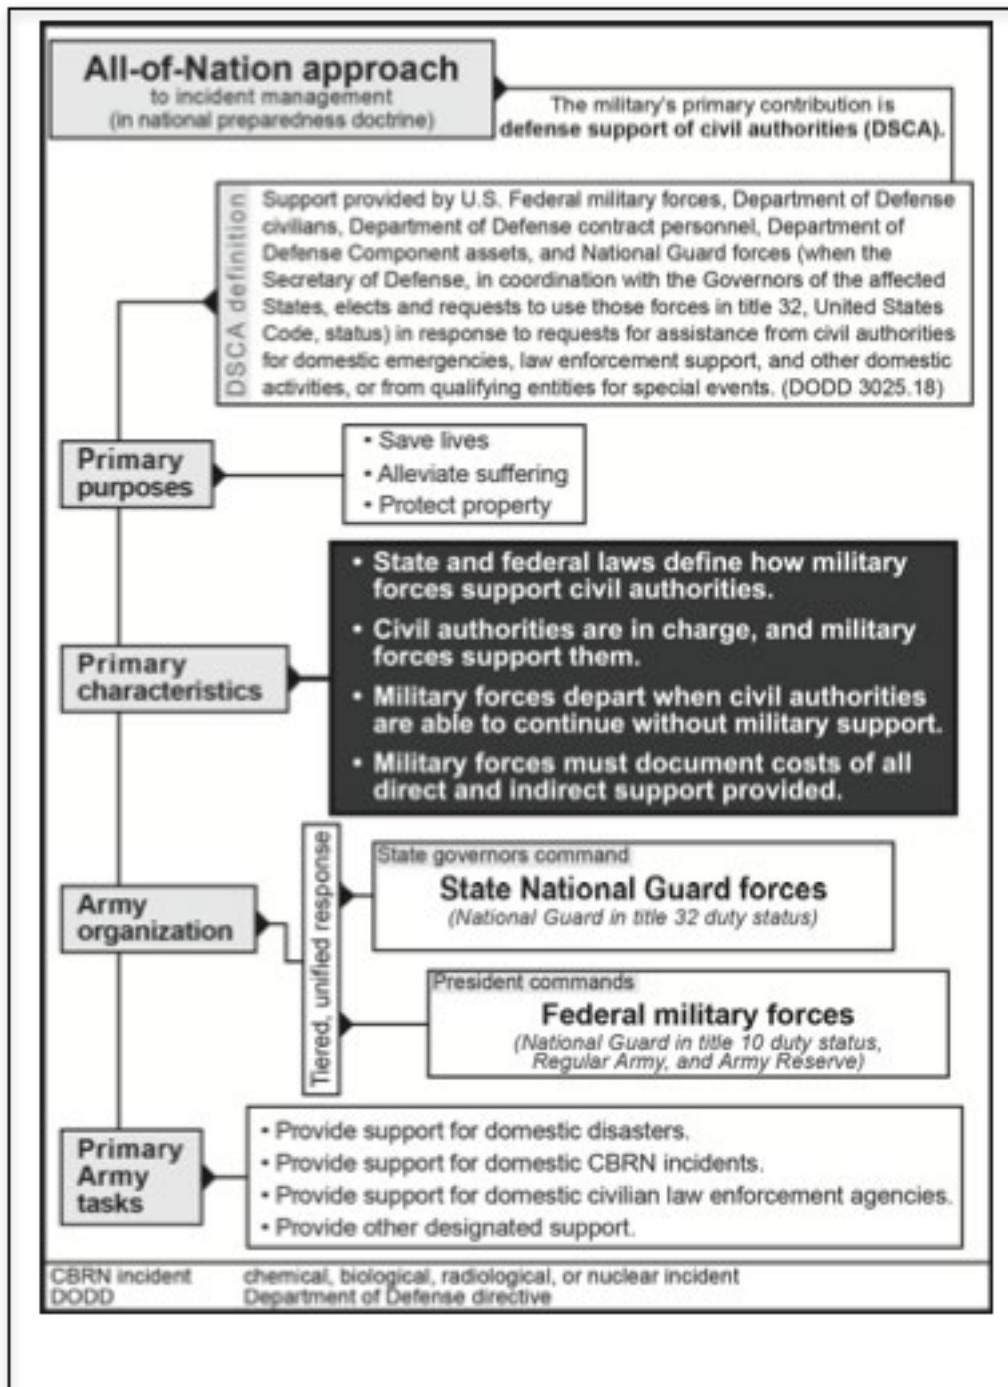 All-of-Nation approach
to incident management
(in national preparedness doctrine)
The military's primary contribution is
defense support of civil authorities (DSCA).
DSCA definition
Support provided by U.S. Federal military forces, Department of Defense
civilians, Department of Defense contract personnel, Department of
Defense Component assets, and National Guard forces (when the
Secretary of Defense, in coordination with the Governors of the affected
States, elects and requests to use those forces in title 32, United States
Code, status) in response to requests for assistance from civil authorities
for domestic emergencies, law enforcement support, and other domestic
activities, or from qualifying entities for special events. (DODD 3025.18)
Primary
purposes
• Save lives
• Alleviate suffering
• Protect property
Primary
characteristics
• State and federal laws define how military
forces support civil authorities.
• Civil authorities are in charge, and military
forces support them.
• Military forces depart when civil authorities
are able to continue without military support.
• Military forces must document costs of all
direct and indirect support provided.
Army
organization
Tiered, unified response
State governors command
State National Guard forces
(National Guard in title 32 duty status)
President commands
Federal military forces
(National Guard in title 10 duty status,
Regular Army, and Army Reserve)
Primary
Army
tasks
• Provide support for domestic disasters.
• Provide support for domestic CBRN incidents.
• Provide support for domestic civilian law enforcement agencies.
• Provide other designated support.
CBRN incident chemical, biological, radiological, or nuclear incident
DODD Department of Defense directive